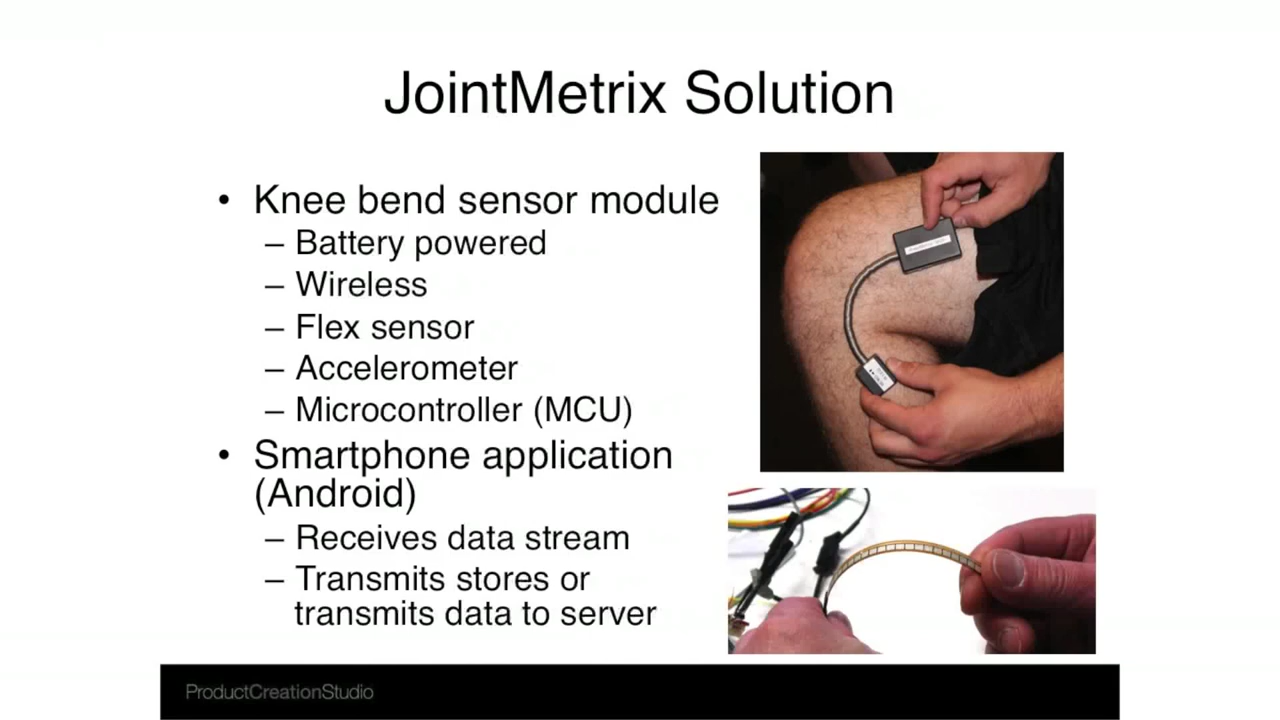 JointMetrix Solution
• Knee bend sensor module
– Battery powered
– Wireless
– Flex sensor
– Accelerometer
– Microcontroller (MCU)
• Smartphone application
(Android)
– Receives data stream
– Transmits stores or
transmits data to server
ProductCreationStudio